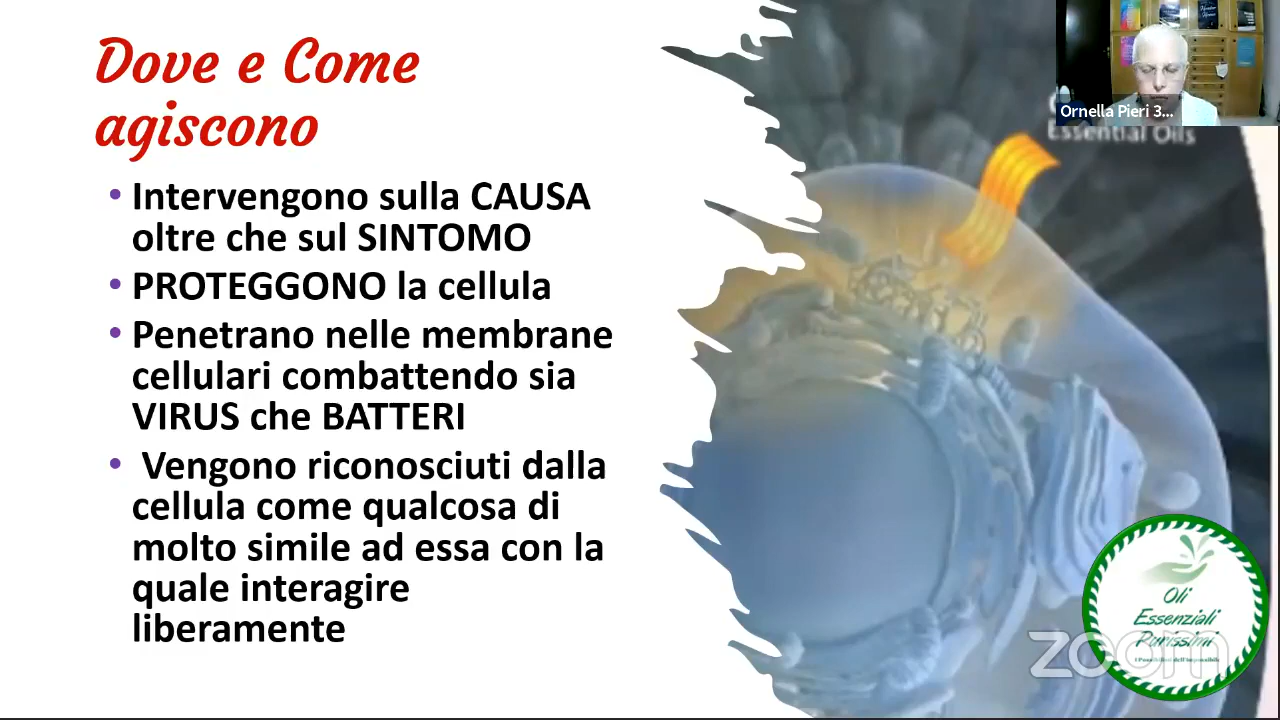 Dove e Come
agiscono
• Intervengono sulla CAUSA
oltre che sul SINTOMO
• PROTEGGONO la cellula
• Penetrano nelle membrane
cellulari combattendo sia
VIRUS che BATTERI
• Vengono riconosciuti dalla
cellula come qualcosa di
molto simile ad essa con la
quale interagire
liberamente
Ornella Pieri 3...
Essential Oils
Oli
Essenziali
Purissimi
zoom